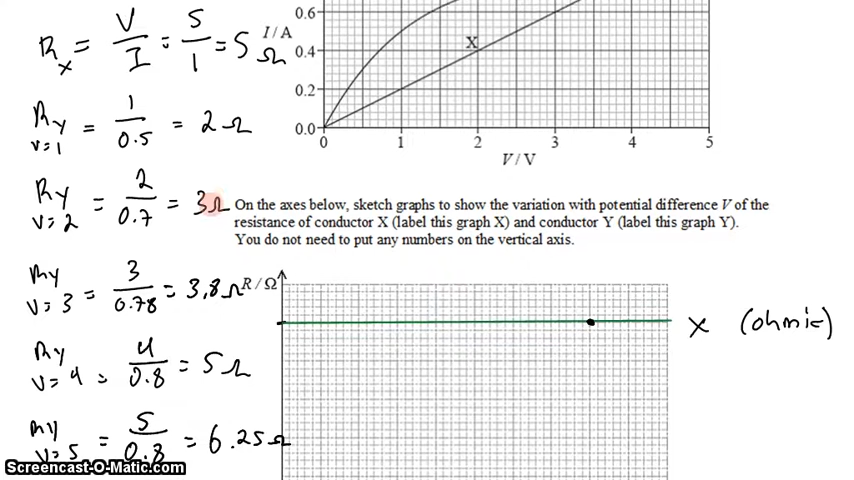 R_x = V/I = 5/1 = 5 Ω
R_Y V=1 = 1/0.5 = 2 Ω
R_Y V=2 = 2/0.7 = 3 Ω
R_Y V=3 = 3/0.78 = 3,8 Ω
R_Y V=4 = 4/0.8 = 5 Ω
R_Y V=5 = 5/0.8 = 6.25 Ω
I / A
0.6
0.4
0.2
0.0
X
0 1 2 3 4 5
V / V
On the axes below, sketch graphs to show the variation with potential difference V of the
resistance of conductor X (label this graph X) and conductor Y (label this graph Y).
You do not need to put any numbers on the vertical axis.
R / Ω
X (ohmic)
Screencast-O-Matic.com